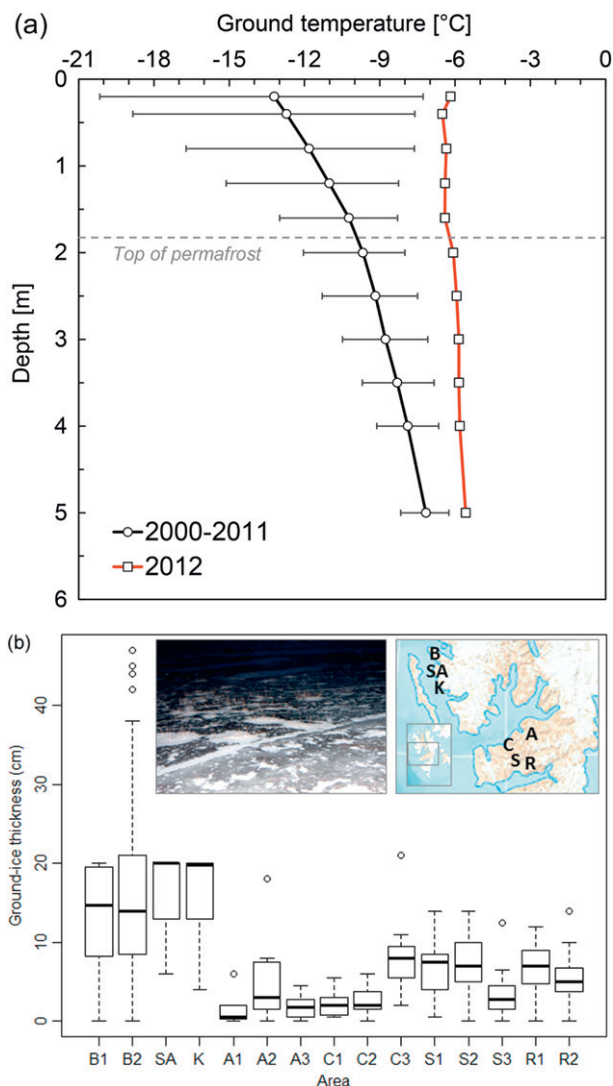 (a)
Ground temperature [°C]
-21 -18 -15 -12 -9 -6 -3 0
0
1
2
3
4
5
6
Depth [m]
Top of permafrost
2000-2011
2012
(b)
B
SA
K
A
C
S R
Ground-ice thickness (cm)
40
30
20
10
0
B1 B2 SA K A1 A2 A3 C1 C2 C3 S1 S2 S3 R1 R2
Area